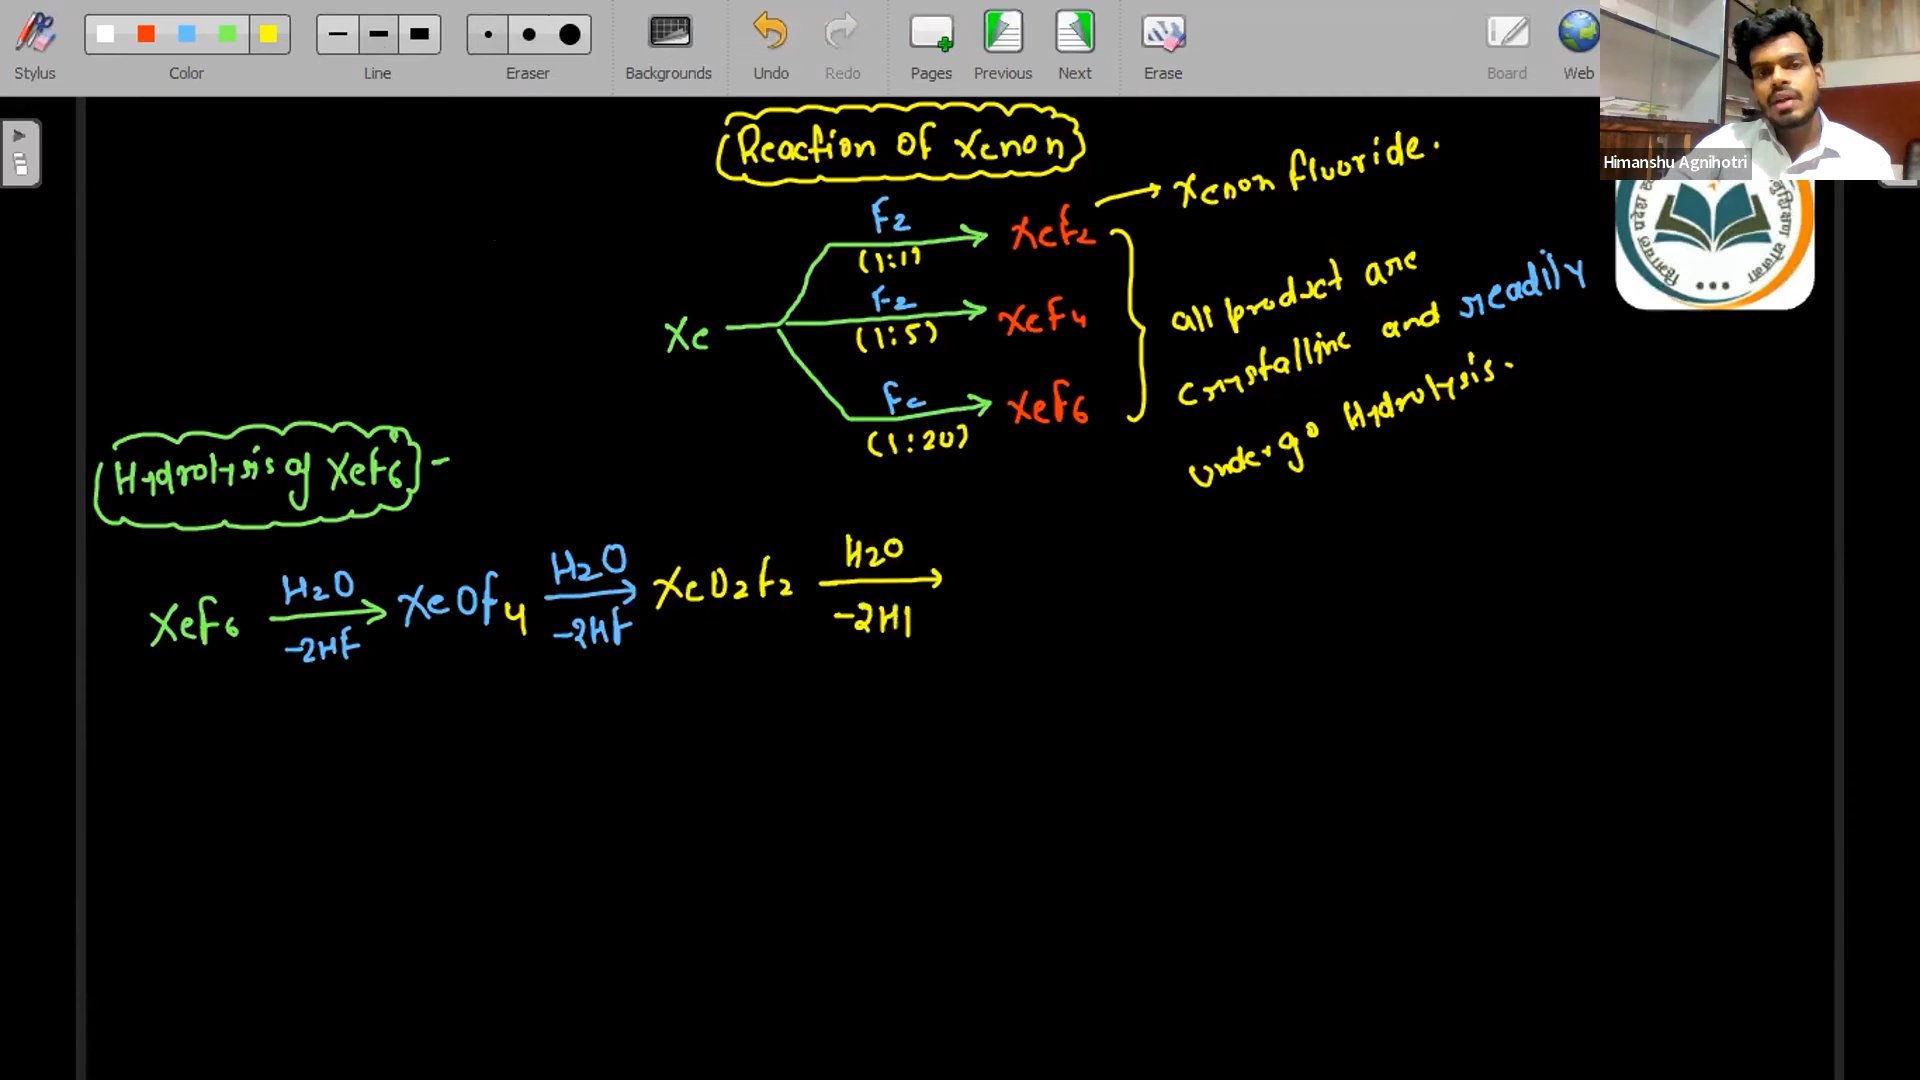 Stylus
Color
Line
Eraser
Backgrounds
Undo
Redo
Pages
Previous
Next
Erase
Board
Web
Himanshu Agnihotri
Reaction of Xenon
Xe
F2
(1:1)
XeF2
Xenon fluoride.
F2
(1:5)
XeF4
F2
(1:20)
XeF6
all product are
crystalline and readily
undergo Hydrolysis.
Hydrolysis of XeF6 -
XeF6 H2O -2HF XeOF4 H2O -2HF XeO2F2 H2O -2HF